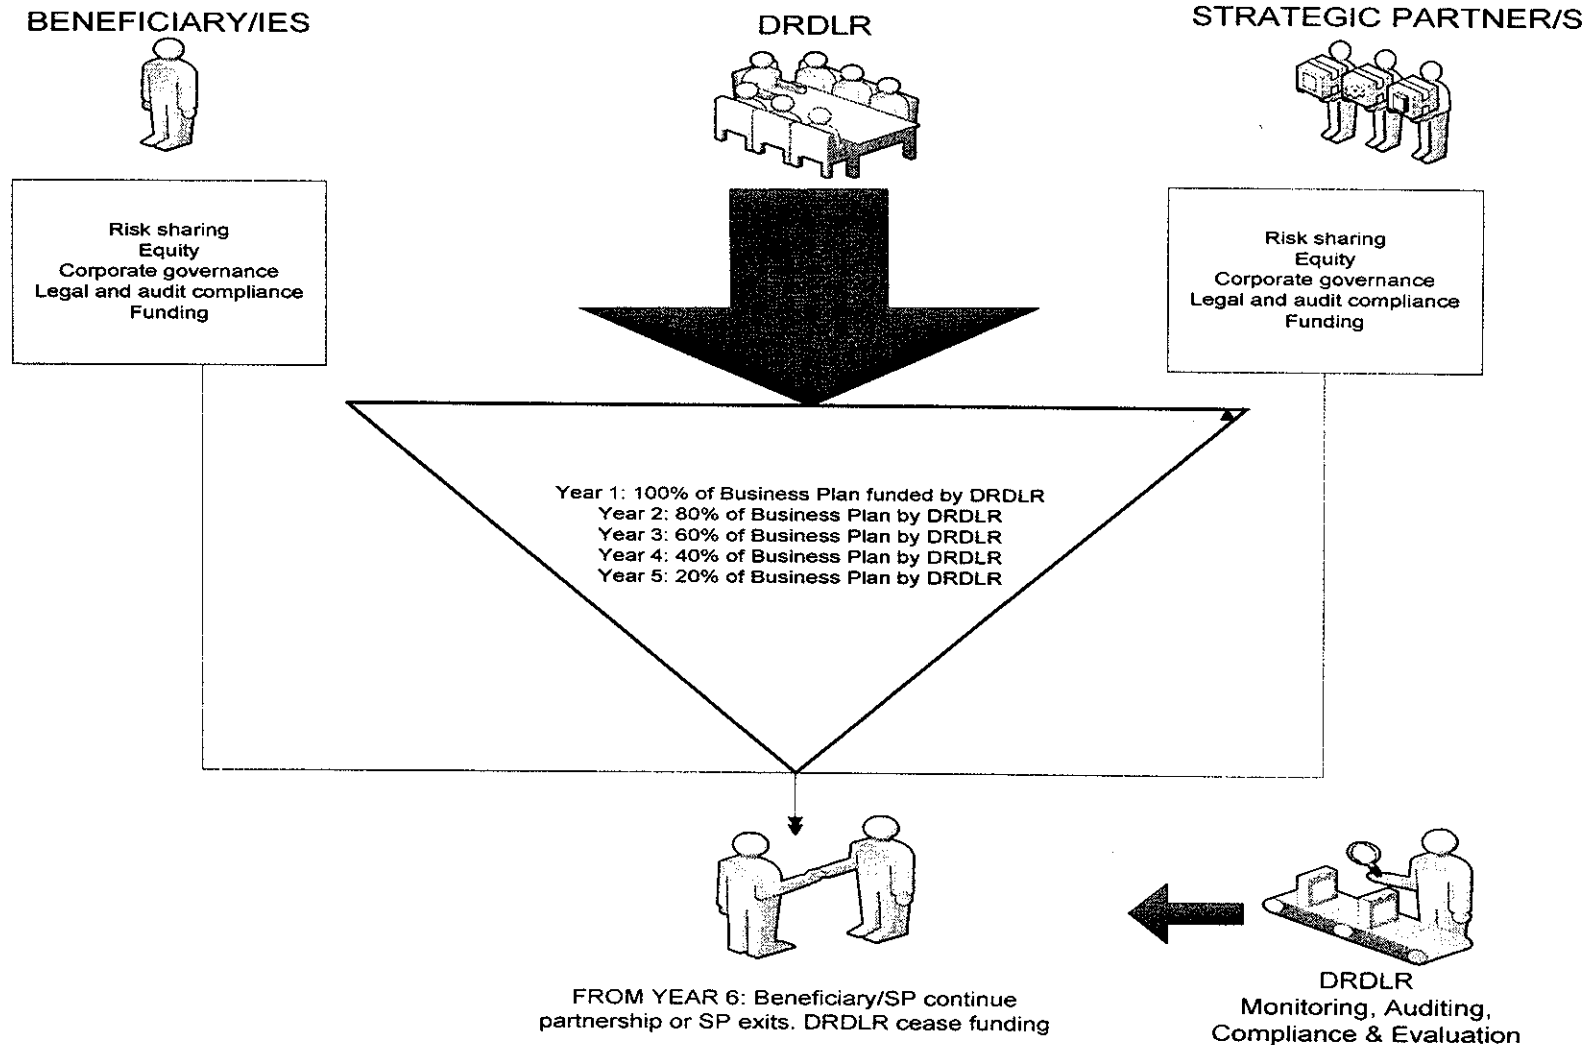 BENEFICIARY/IES
DRDLR
STRATEGIC PARTNER/S
Risk sharing
Equity
Corporate governance
Legal and audit compliance
Funding
Risk sharing
Equity
Corporate governance
Legal and audit compliance
Funding
Year 1: 100% of Business Plan funded by DRDLR
Year 2: 80% of Business Plan by DRDLR
Year 3: 60% of Business Plan by DRDLR
Year 4: 40% of Business Plan by DRDLR
Year 5: 20% of Business Plan by DRDLR
FROM YEAR 6: Beneficiary/SP continue
partnership or SP exits. DRDLR cease funding
DRDLR
Monitoring, Auditing,
Compliance & Evaluation